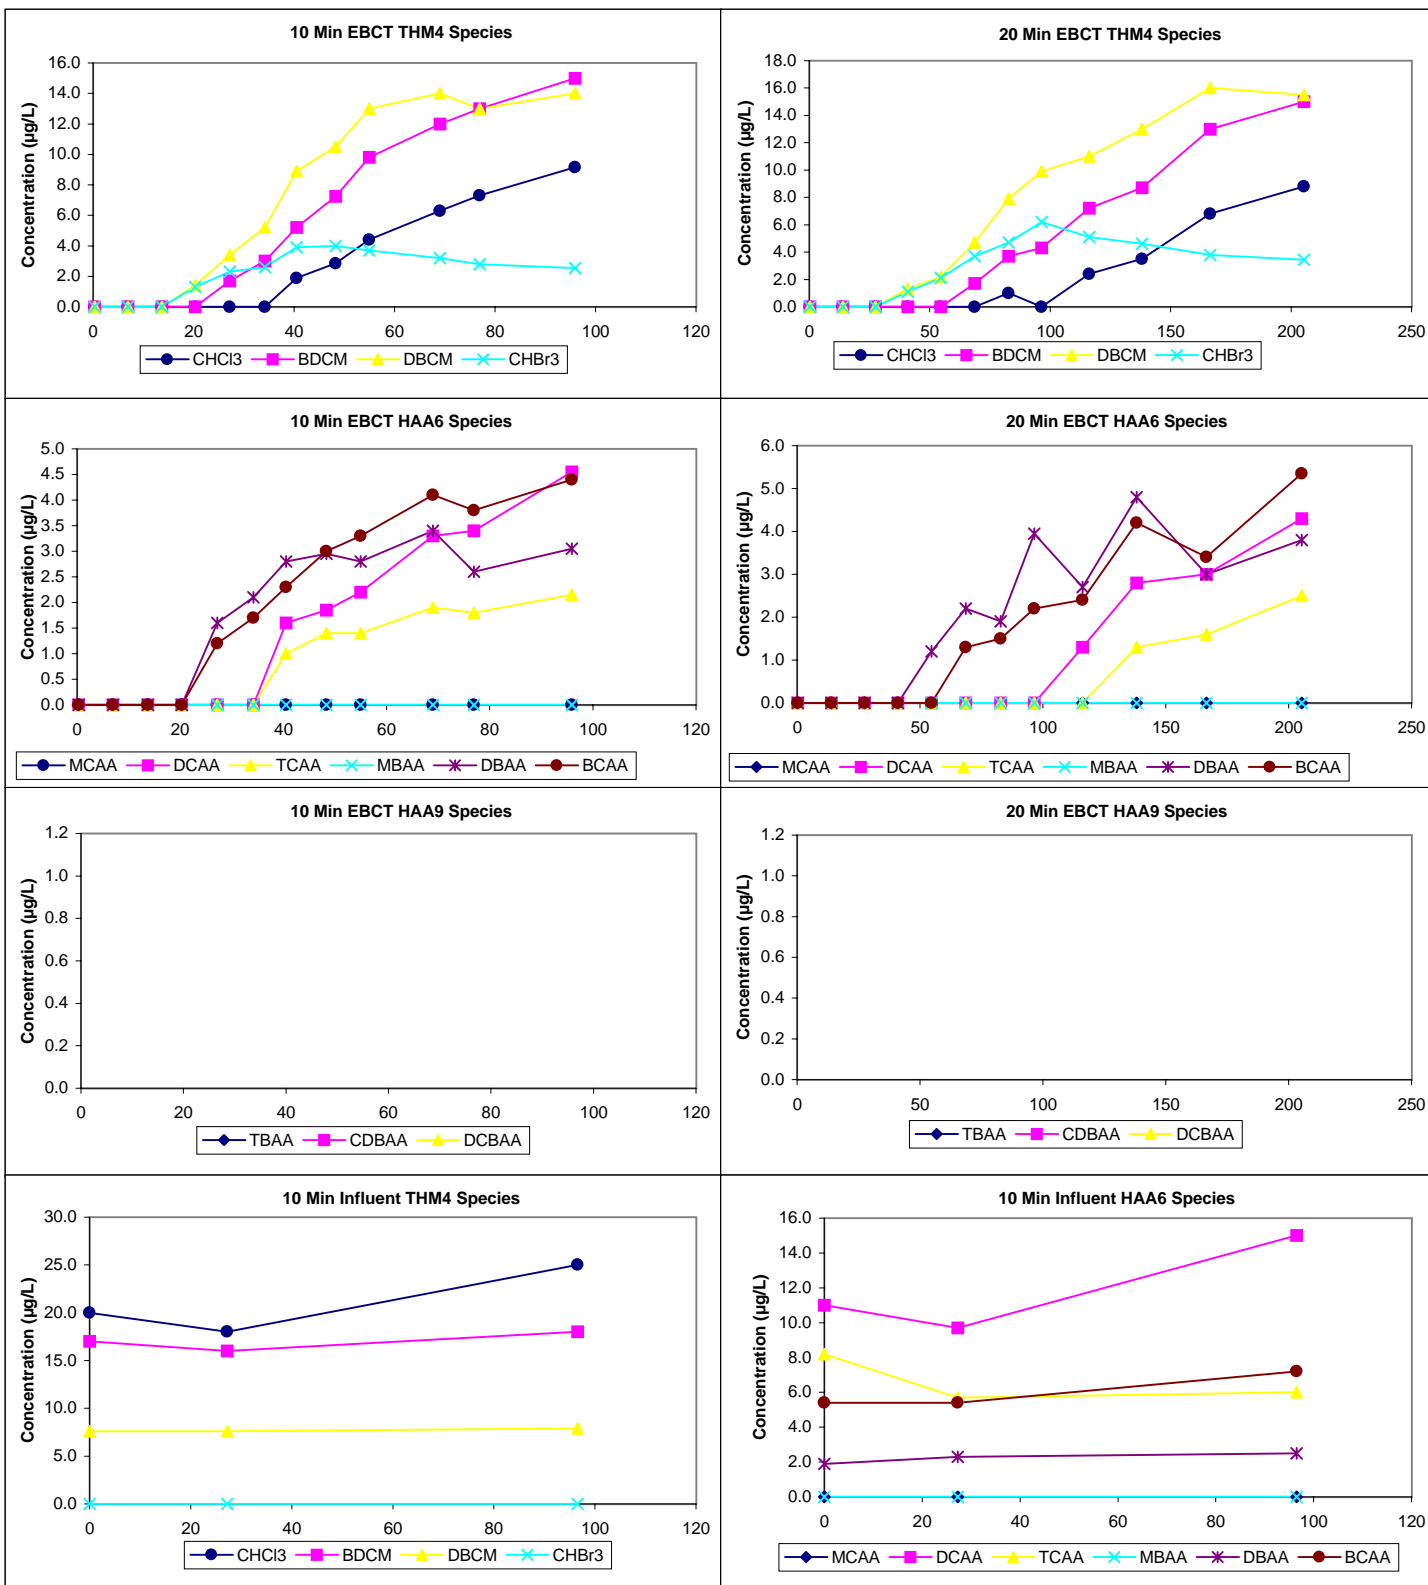 10 Min EBCT THM4 Species
Concentration (µg/L)
16.0
14.0
12.0
10.0
8.0
6.0
4.0
2.0
0.0
0 20 40 60 80 100 120
CHCl3 BDCM DBCM CHBr3
20 Min EBCT THM4 Species
Concentration (µg/L)
18.0
16.0
14.0
12.0
10.0
8.0
6.0
4.0
2.0
0.0
0 50 100 150 200 250
CHCl3 BDCM DBCM CHBr3
10 Min EBCT HAA6 Species
Concentration (µg/L)
5.0
4.5
4.0
3.5
3.0
2.5
2.0
1.5
1.0
0.5
0.0
0 20 40 60 80 100 120
MCAA DCAA TCAA MBAA DBAA BCAA
20 Min EBCT HAA6 Species
Concentration (µg/L)
6.0
5.0
4.0
3.0
2.0
1.0
0.0
0 50 100 150 200 250
MCAA DCAA TCAA MBAA DBAA BCAA
10 Min EBCT HAA9 Species
Concentration (µg/L)
1.2
1.0
0.8
0.6
0.4
0.2
0.0
0 20 40 60 80 100 120
TBAA CDBAA DCBAA
20 Min EBCT HAA9 Species
Concentration (µg/L)
1.2
1.0
0.8
0.6
0.4
0.2
0.0
0 50 100 150 200 250
TBAA CDBAA DCBAA
10 Min Influent THM4 Species
Concentration (µg/L)
30.0
25.0
20.0
15.0
10.0
5.0
0.0
0 20 40 60 80 100 120
CHCl3 BDCM DBCM CHBr3
10 Min Influent HAA6 Species
Concentration (µg/L)
16.0
14.0
12.0
10.0
8.0
6.0
4.0
2.0
0.0
0 20 40 60 80 100 120
MCAA DCAA TCAA MBAA DBAA BCAA